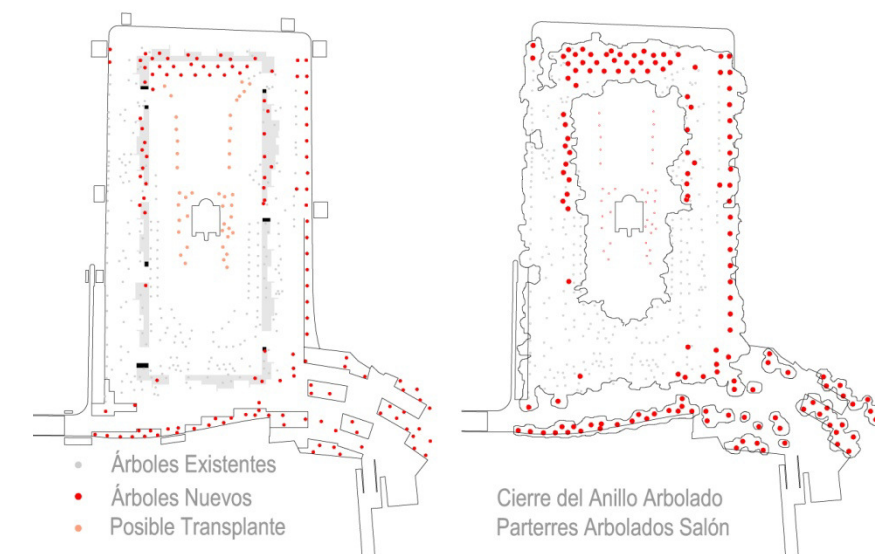 Árboles Existentes
Árboles Nuevos
Posible Transplante
Cierre del Anillo Arbolado
Parterres Arbolados Salón